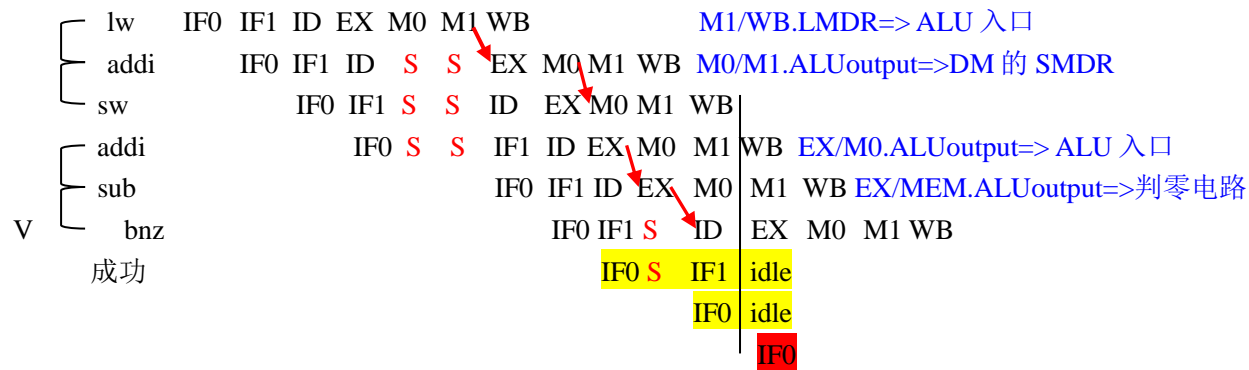 lw IF0 IF1 ID EX M0 M1 WB M1/WB.LMDR=> ALU 入口
addi IF0 IF1 ID S S EX M0 M1 WB M0/M1.ALUoutput=>DM 的 SMDR
sw IF0 IF1 S S ID EX M0 M1 WB
addi IF0 S S IF1 ID EX M0 M1 WB EX/M0.ALUoutput=> ALU 入口
sub IF0 IF1 ID EX M0 M1 WB EX/MEM.ALUoutput=>判零电路
V bnz IF0 IF1 S ID EX M0 M1 WB
成功 IF0 S IF1 idle
IF0 idle
IF0